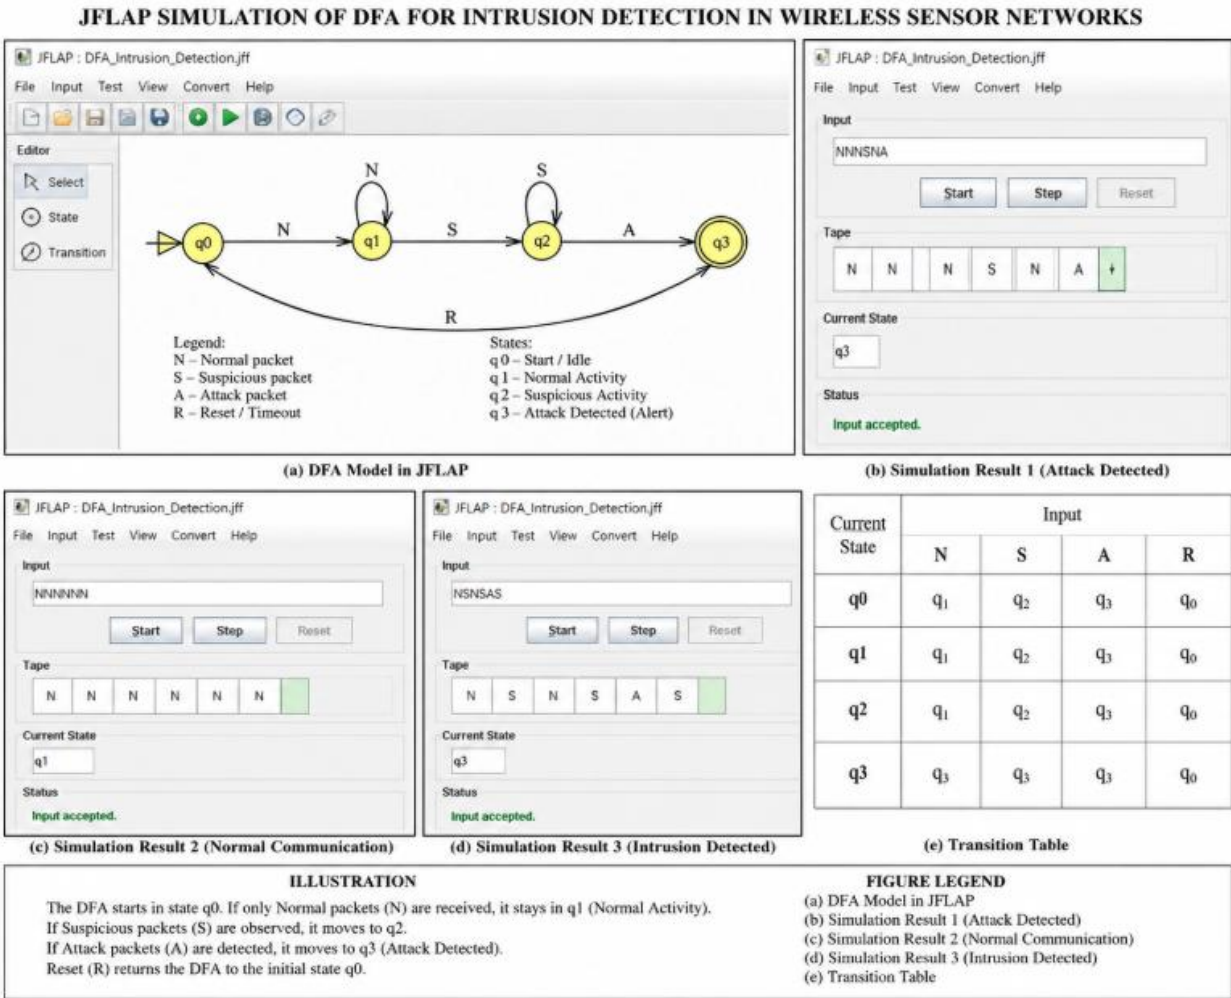 JFLAP SIMULATION OF DFA FOR INTRUSION DETECTION IN WIRELESS SENSOR NETWORKS
JFLAP : DFA_Intrusion_Detection.jff
File Input Test View Convert Help
Editor
Select
State
Transition
N
S
q0
N
q1
S
q2
A
q3
R
Legend:
N – Normal packet
S – Suspicious packet
A – Attack packet
R – Reset / Timeout
States:
q 0 – Start / Idle
q 1 – Normal Activity
q 2 – Suspicious Activity
q 3 – Attack Detected (Alert)
(a) DFA Model in JFLAP
JFLAP : DFA_Intrusion_Detection.jff
File Input Test View Convert Help
Input
NNNSNA
Start Step Reset
Tape
N N N S N A
Current State
q3
Status
Input accepted.
(b) Simulation Result 1 (Attack Detected)
JFLAP : DFA_Intrusion_Detection.jff
File Input Test View Convert Help
Input
NNNNNN
Start Step Reset
Tape
N N N N N N
Current State
q1
Status
Input accepted.
(c) Simulation Result 2 (Normal Communication)
JFLAP : DFA_Intrusion_Detection.jff
File Input Test View Convert Help
Input
NSNSAS
Start Step Reset
Tape
N S N S A S
Current State
q3
Status
Input accepted.
(d) Simulation Result 3 (Intrusion Detected)
Current State Input
N S A R
q0 q₁ q₂ q₃ q₀
q1 q₁ q₂ q₃ q₀
q2 q₁ q₂ q₃ q₀
q3 q₃ q₃ q₃ q₀
(e) Transition Table
ILLUSTRATION
The DFA starts in state q0. If only Normal packets (N) are received, it stays in q1 (Normal Activity).
If Suspicious packets (S) are observed, it moves to q2.
If Attack packets (A) are detected, it moves to q3 (Attack Detected).
Reset (R) returns the DFA to the initial state q0.
FIGURE LEGEND
(a) DFA Model in JFLAP
(b) Simulation Result 1 (Attack Detected)
(c) Simulation Result 2 (Normal Communication)
(d) Simulation Result 3 (Intrusion Detected)
(e) Transition Table